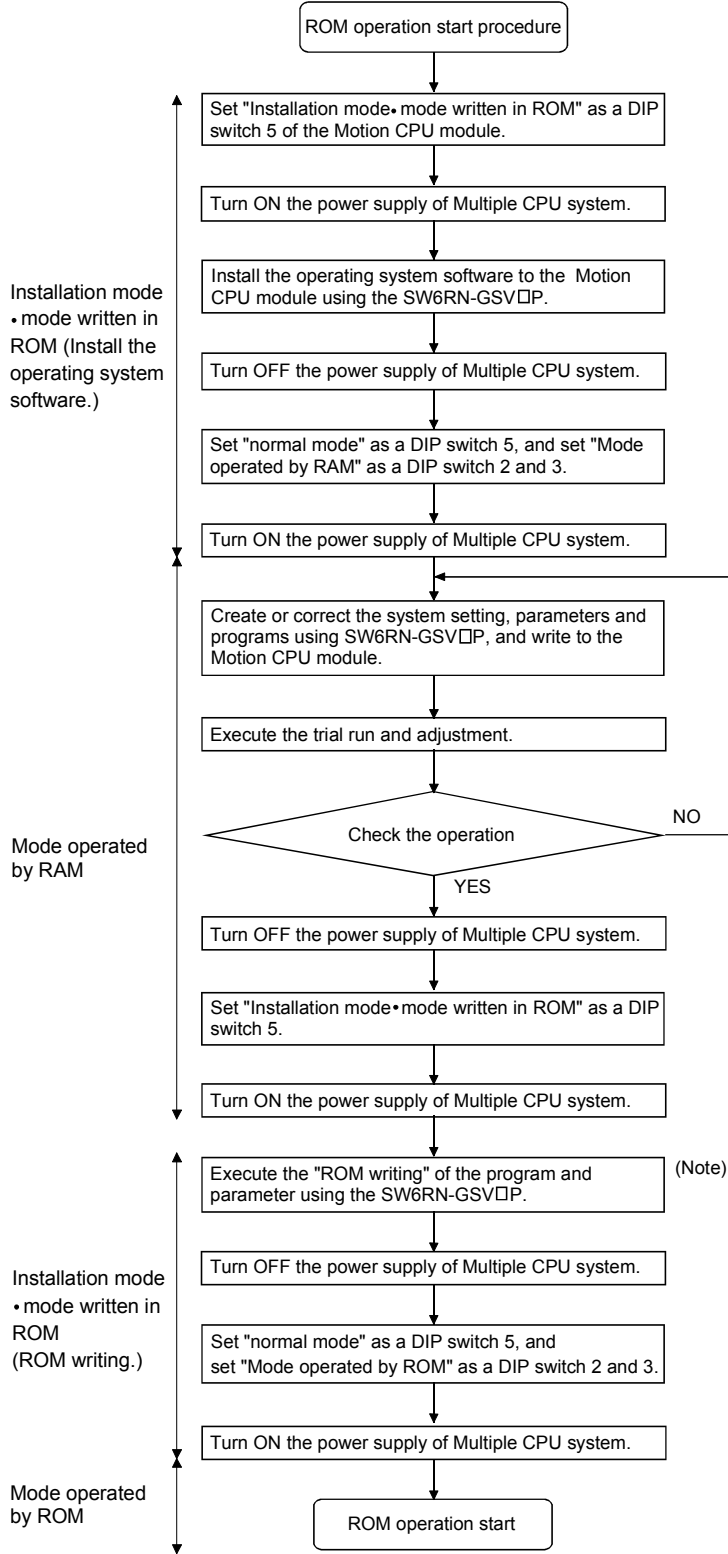 ROM operation start procedure
Set "Installation mode•mode written in ROM" as a DIP
switch 5 of the Motion CPU module.
Turn ON the power supply of Multiple CPU system.
Installation mode
•mode written in
ROM (Install the
operating system
software.)
Install the operating system software to the Motion
CPU module using the SW6RN-GSV□P.
Turn OFF the power supply of Multiple CPU system.
Set "normal mode" as a DIP switch 5, and set "Mode
operated by RAM" as a DIP switch 2 and 3.
Turn ON the power supply of Multiple CPU system.
Create or correct the system setting, parameters and
programs using SW6RN-GSV□P, and write to the
Motion CPU module.
Execute the trial run and adjustment.
Mode operated
by RAM
Check the operation
NO
YES
Turn OFF the power supply of Multiple CPU system.
Set "Installation mode•mode written in ROM" as a DIP
switch 5.
Turn ON the power supply of Multiple CPU system.
Execute the "ROM writing" of the program and
parameter using the SW6RN-GSV□P.
(Note)
Turn OFF the power supply of Multiple CPU system.
Installation mode
•mode written in
ROM
(ROM writing.)
Set "normal mode" as a DIP switch 5, and
set "Mode operated by ROM" as a DIP switch 2 and 3.
Turn ON the power supply of Multiple CPU system.
Mode operated
by ROM
ROM operation start